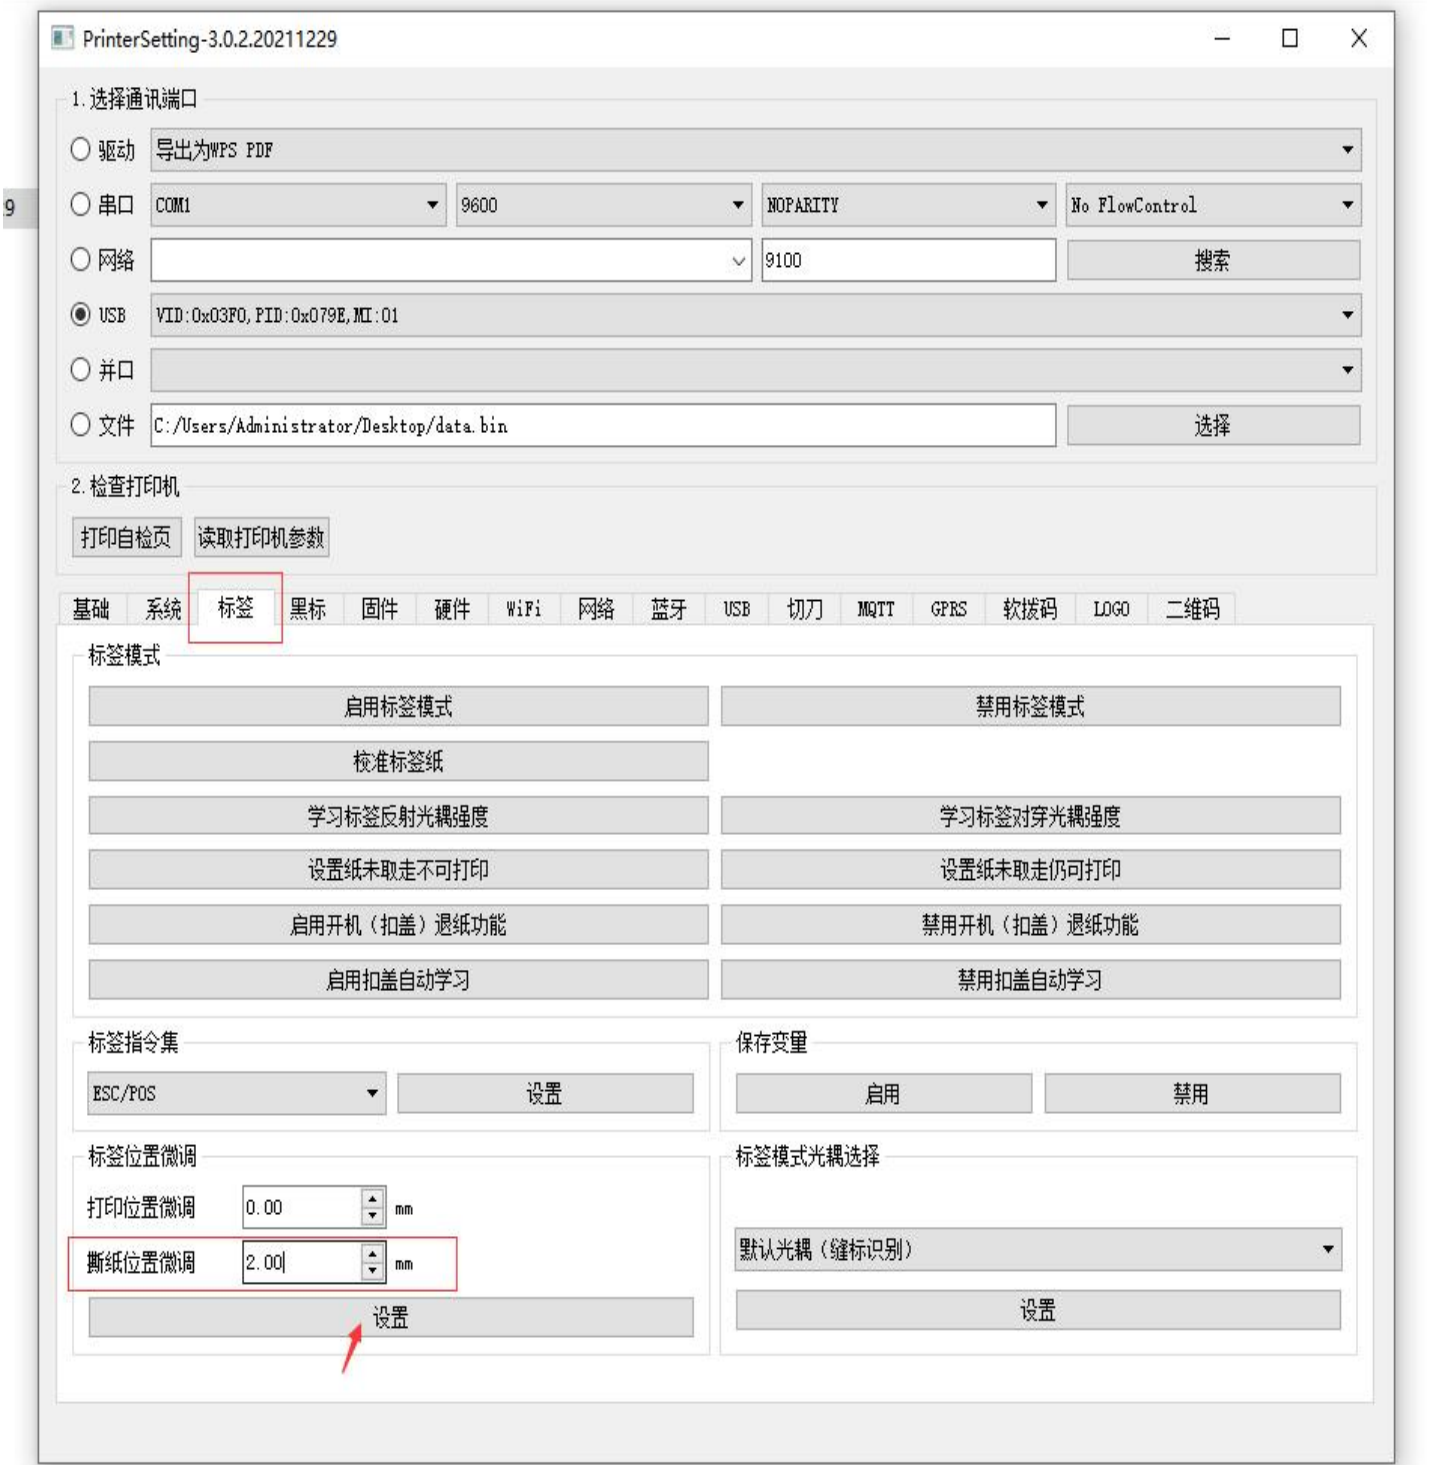 PrinterSetting-3.0.2.20211229
1.选择通讯端口
驱动 导出为WPS PDF
:9
串口 COM1 9600 NOPARITY No FlowControl
网络 9100 搜索
USB VID:0x03F0,PID:0x079E,MI:01
并口
文件 C:/Users/Administrator/Desktop/data.bin 选择
2.检查打印机
打印自检页 读取打印机参数
基础 系统 标签 黑标 固件 硬件 WiFi 网络 蓝牙 USB 切刀 MQTT GPRS 软拨码 LOGO 二维码
标签模式
启用标签模式 禁用标签模式
校准标签纸
学习标签反射光耦强度 学习标签对穿光耦强度
设置纸未取走不可打印 设置纸未取走仍可打印
启用开机（扣盖）退纸功能 禁用开机（扣盖）退纸功能
启用扣盖自动学习 禁用扣盖自动学习
标签指令集 保存变量
ESC/POS 设置 启用 禁用
标签位置微调 标签模式光耦选择
打印位置微调 0.00 mm
撕纸位置微调 2.00 mm 默认光耦（缝标识别）
设置 设置